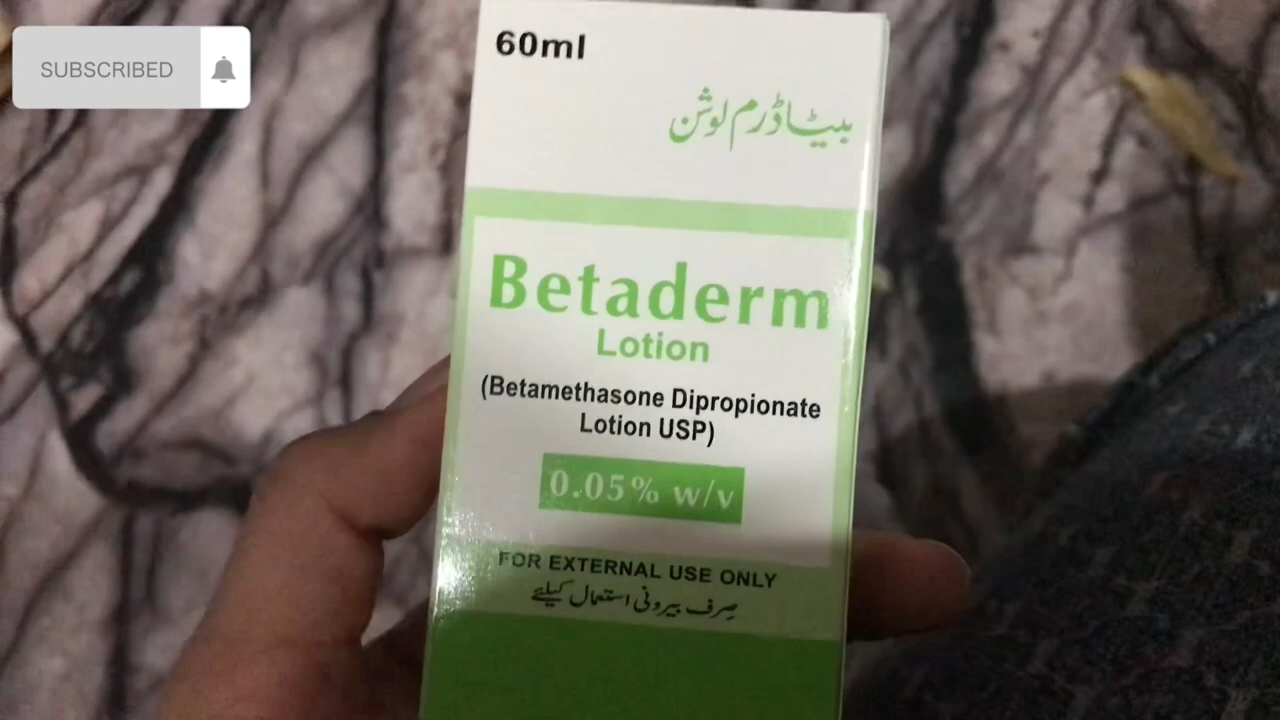 SUBSCRIBED
60ml
بیٹاڈرم لوشن
Betaderm
Lotion
(Betamethasone Dipropionate
Lotion USP)
0.05% w/v
FOR EXTERNAL USE ONLY
صرف بیرونی استعمال کیلئے